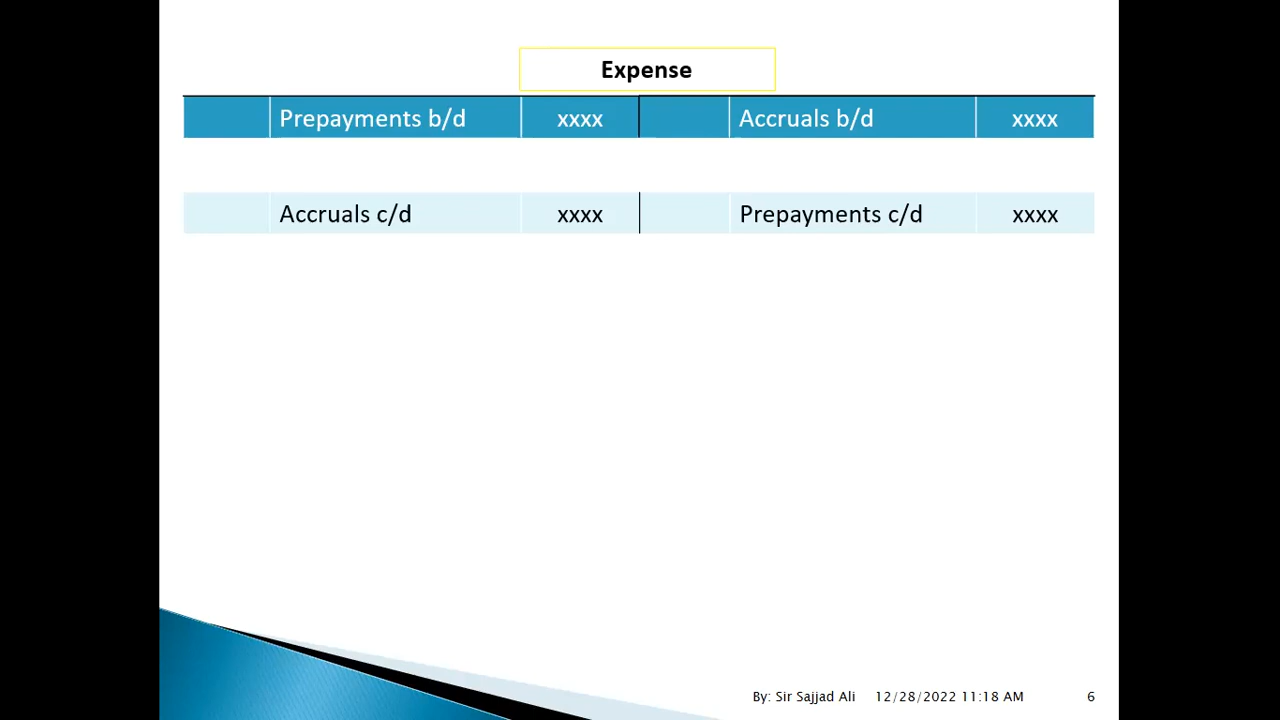 Expense
Prepayments b/d xxxx Accruals b/d xxxx
Accruals c/d xxxx Prepayments c/d xxxx
By: Sir Sajjad Ali 12/28/2022 11:18 AM 6